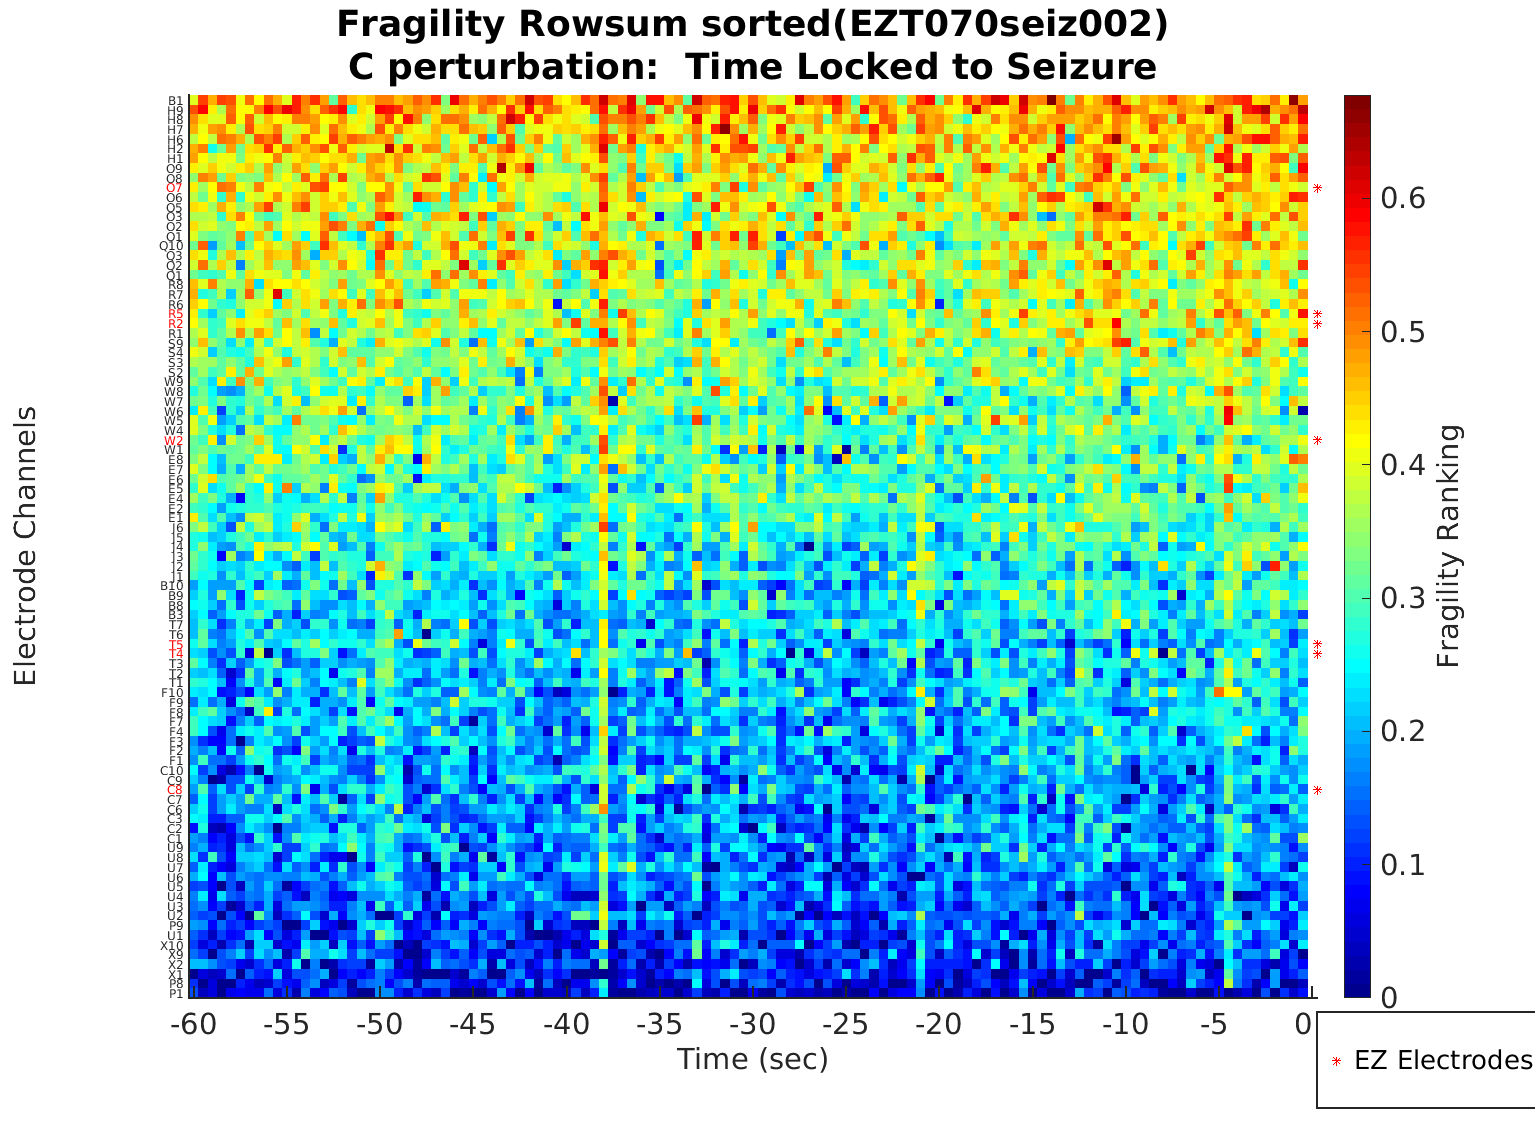 Fragility Rowsum sorted(EZT070seiz002)
C perturbation:  Time Locked to Seizure
Electrode Channels
B1
H9
H8
H7
H6
H2
H1
O9
O8
O7
O6
O5
O3
O2
O1
Q10
Q3
Q2
Q1
R8
R7
R6
R5
R2
R1
S9
S4
S3
S2
W9
W8
W7
W6
W5
W4
W2
W1
E8
E7
E6
E5
E4
E2
E1
I6
I5
I4
I3
I2
I1
B10
B9
B8
B3
T7
T6
T5
T4
T3
T2
T1
F10
F9
F8
F7
F4
F3
F2
F1
C10
C9
C8
C7
C6
C3
C2
C1
U9
U8
U7
U6
U5
U4
U3
U2
P9
U1
X10
X9
X2
X1
P8
P1
-60 -55 -50 -45 -40 -35 -30 -25 -20 -15 -10 -5 0
Time (sec)
0.6
0.5
0.4
0.3
0.2
0.1
0
Fragility Ranking
EZ Electrodes